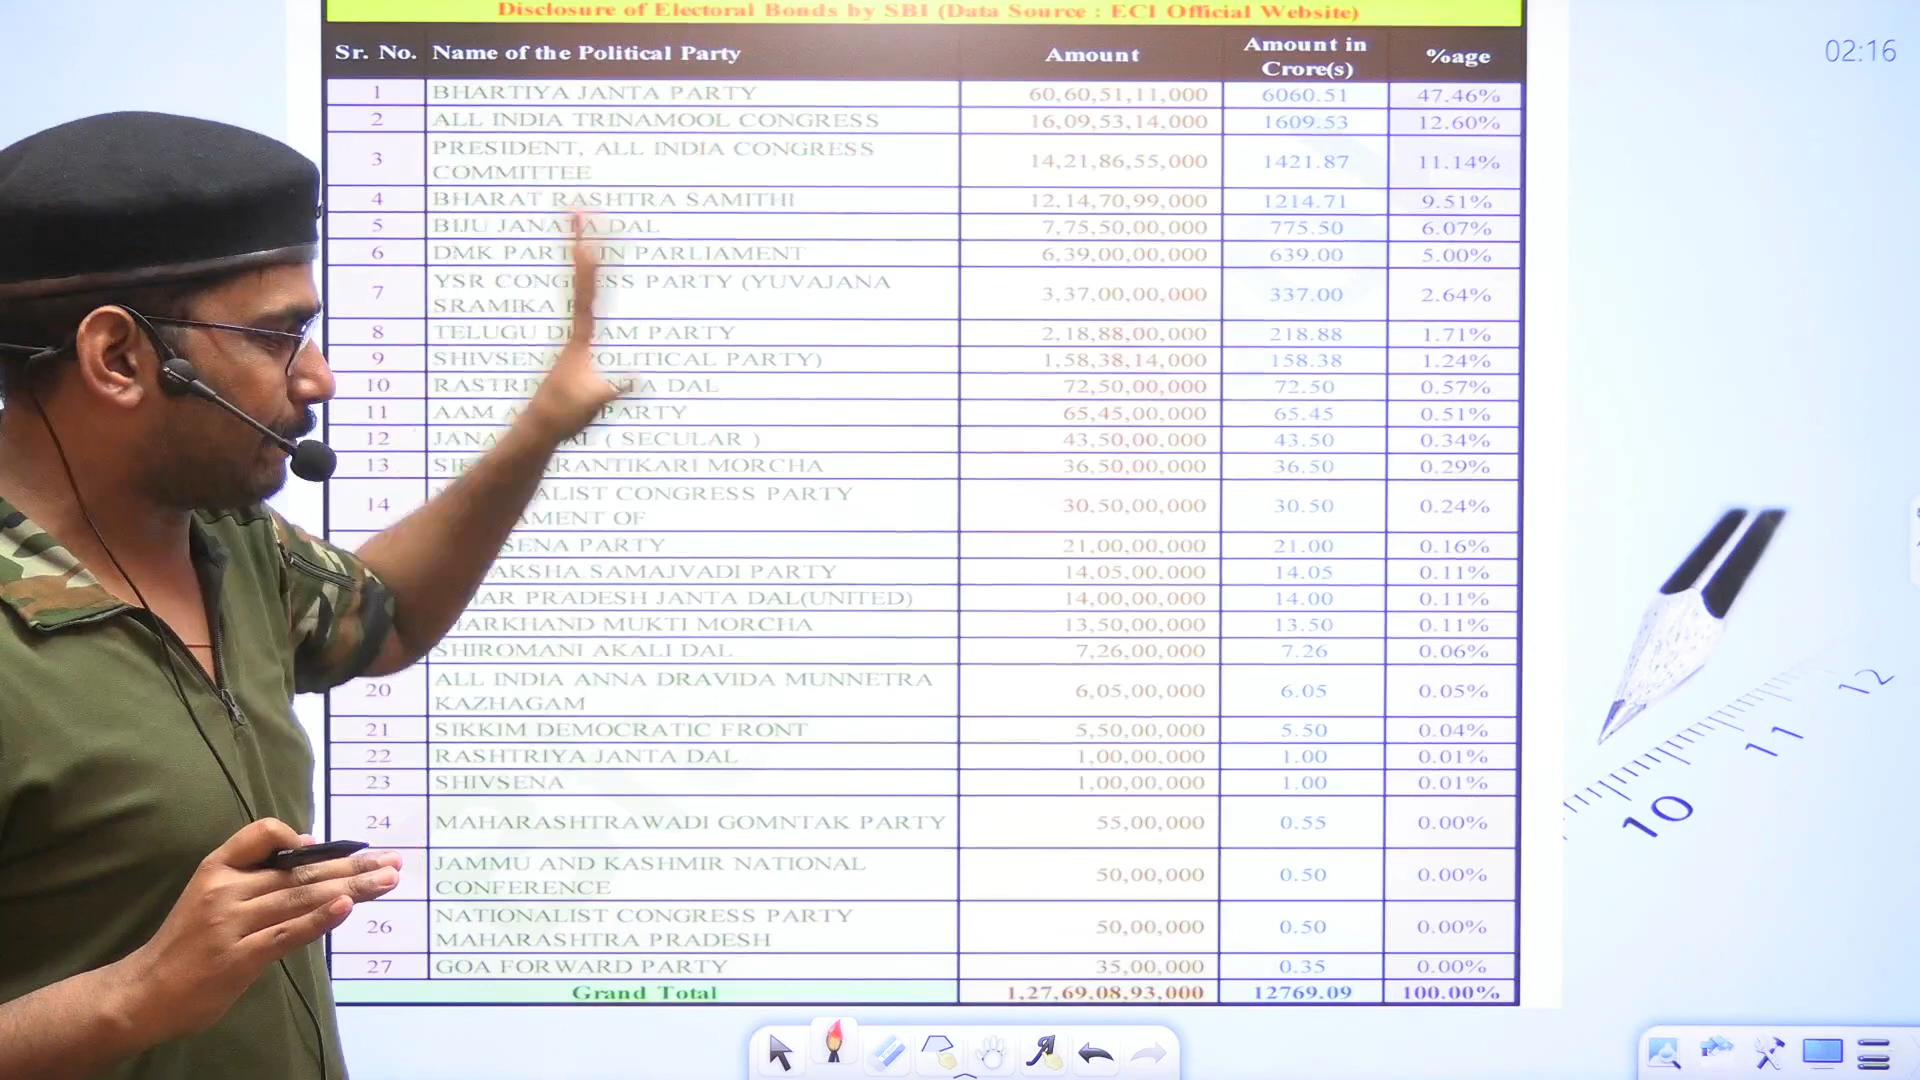 Disclosure of Electoral Bonds by SBI (Data Source : ECI Official Website)
02:16
Sr. No. Name of the Political Party Amount Amount in Crore(s) %age
1 BHARTIYA JANTA PARTY 60,60,51,11,000 6060.51 47.46%
2 ALL INDIA TRINAMOOL CONGRESS 16,09,53,14,000 1609.53 12.60%
3 PRESIDENT, ALL INDIA CONGRESS COMMITTEE 14,21,86,55,000 1421.87 11.14%
4 BHARAT RASHTRA SAMITHI 12,14,70,99,000 1214.71 9.51%
5 BIJU JANATA DAL 7,75,50,00,000 775.50 6.07%
6 DMK IN PARLIAMENT 6,39,00,00,000 639.00 5.00%
7 YSR CONGRESS PARTY (YUVAJANA SRAMIKA 3,37,00,00,000 337.00 2.64%
8 TELUGU PARTY 2,18,88,00,000 218.88 1.71%
9 SHIVSENA POLITICAL PARTY) 1,58,38,14,000 158.38 1.24%
10 DAL 72,50,00,000 72.50 0.57%
11 AAM PARTY 65,45,00,000 65.45 0.51%
12 ( SECULAR ) 43,50,00,000 43.50 0.34%
13 KRANTIKARI MORCHA 36,50,00,000 36.50 0.29%
14 CONGRESS PARTY OF 30,50,00,000 30.50 0.24%
SENA PARTY 21,00,00,000 21.00 0.16%
SAMAJVADI PARTY 14,05,00,000 14.05 0.11%
PRADESH JANTA DAL(UNITED) 14,00,00,000 14.00 0.11%
MUKTI MORCHA 13,50,00,000 13.50 0.11%
SHIROMANI AKALI DAL 7,26,00,000 7.26 0.06%
20 ALL INDIA ANNA DRAVIDA MUNNETRA KAZHAGAM 6,05,00,000 6.05 0.05%
21 SIKKIM DEMOCRATIC FRONT 5,50,00,000 5.50 0.04%
22 RASHTRIYA JANTA DAL 1,00,00,000 1.00 0.01%
23 SHIVSENA 1,00,00,000 1.00 0.01%
24 MAHARASHTRAWADI GOMNTAK PARTY 55,00,000 0.55 0.00%
JAMMU AND KASHMIR NATIONAL CONFERENCE 50,00,000 0.50 0.00%
26 NATIONALIST CONGRESS PARTY MAHARASHTRA PRADESH 50,00,000 0.50 0.00%
27 GOA FORWARD PARTY 35,00,000 0.35 0.00%
Grand Total 1,27,69,08,93,000 12769.09 100.00%
10 11 12